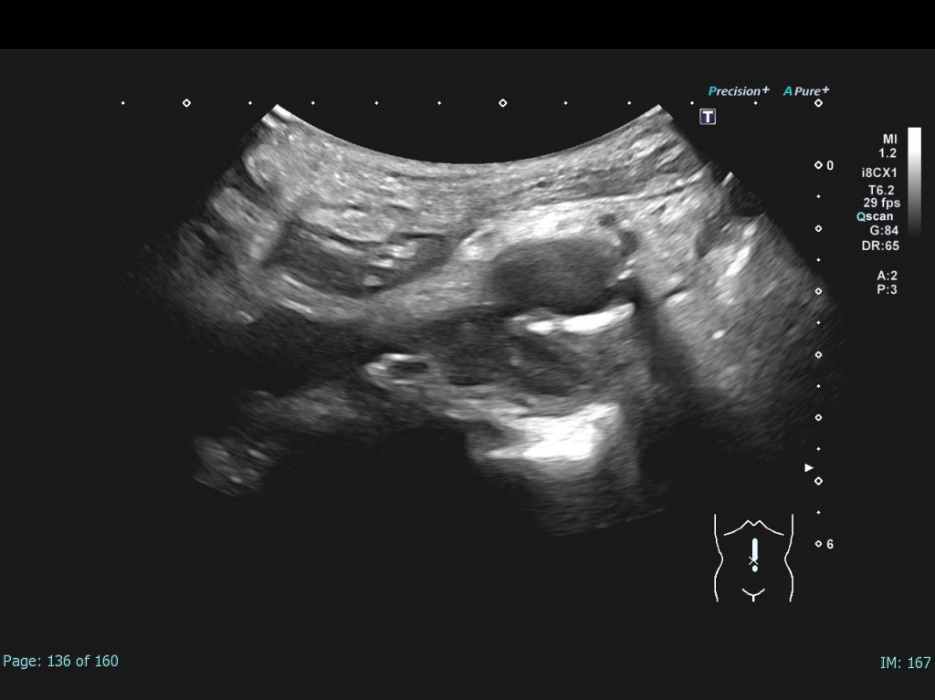 Precision+ APure+
T
MI
1.2
0
i8CX1
T6.2
29 fps
Qscan
G:84
DR:65
A:2
P:3
6
Page: 136 of 160
IM: 167